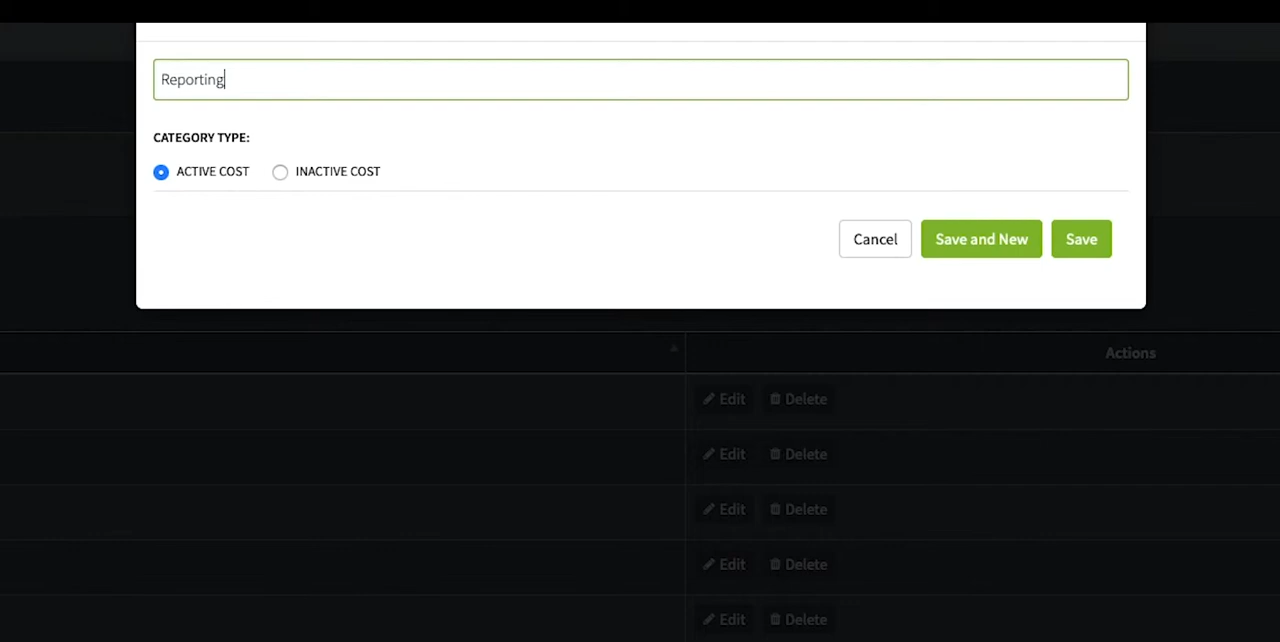 Reporting
CATEGORY TYPE:
ACTIVE COST INACTIVE COST
Cancel Save and New Save
Actions
Edit Delete
Edit Delete
Edit Delete
Edit Delete
Edit Delete